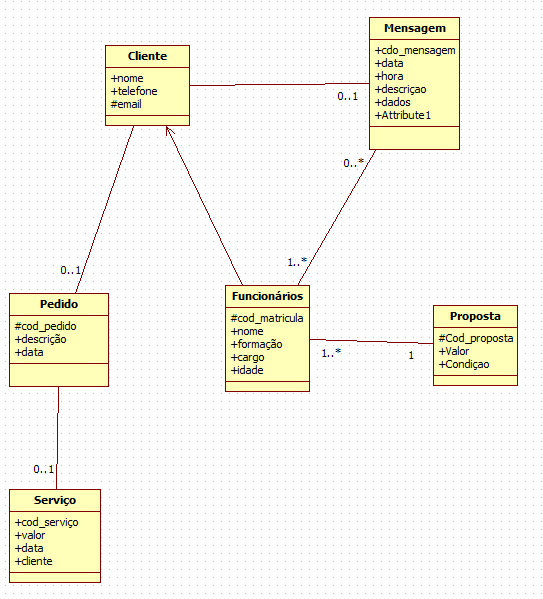 Mensagem
+cdo_mensagem
+data
+hora
+descriçao
+dados
+Attribute1
Cliente
+nome
+telefone
#email
0..1
0..*
0..1
1..*
Pedido
#cod_pedido
+descrição
+data
Funcionários
#cod_matricula
+nome
+formação
+cargo
+idade
1..*
1
Proposta
#Cod_proposta
+Valor
+Condiçao
0..1
Serviço
+cod_serviço
+valor
+data
+cliente